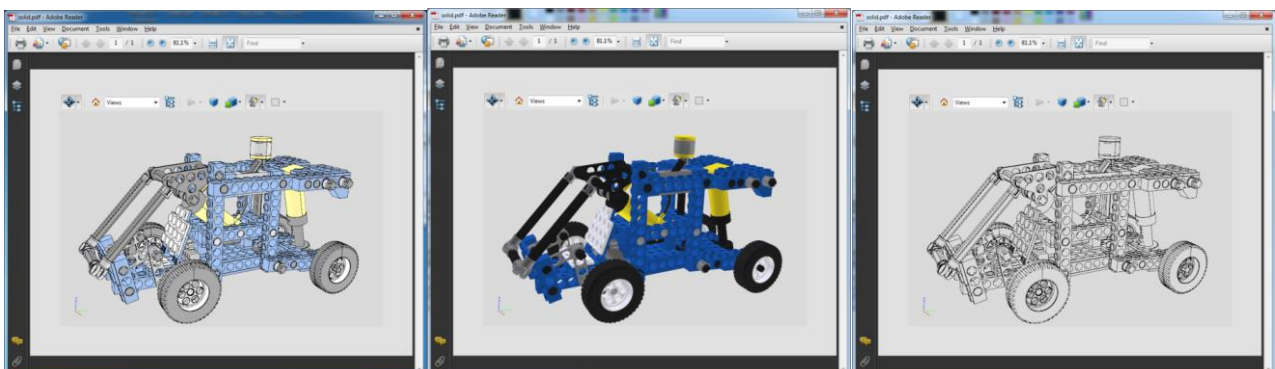 solid.pdf - Adobe Reader
File Edit View Document Tools Window Help
1 / 1 81.1% Find
Views
solid.pdf - Adobe Reader
File Edit View Document Tools Window Help
1 / 1 81.1% Find
Views
solid.pdf - Adobe Reader
File Edit View Document Tools Window Help
1 / 1 81.1% Find
Views